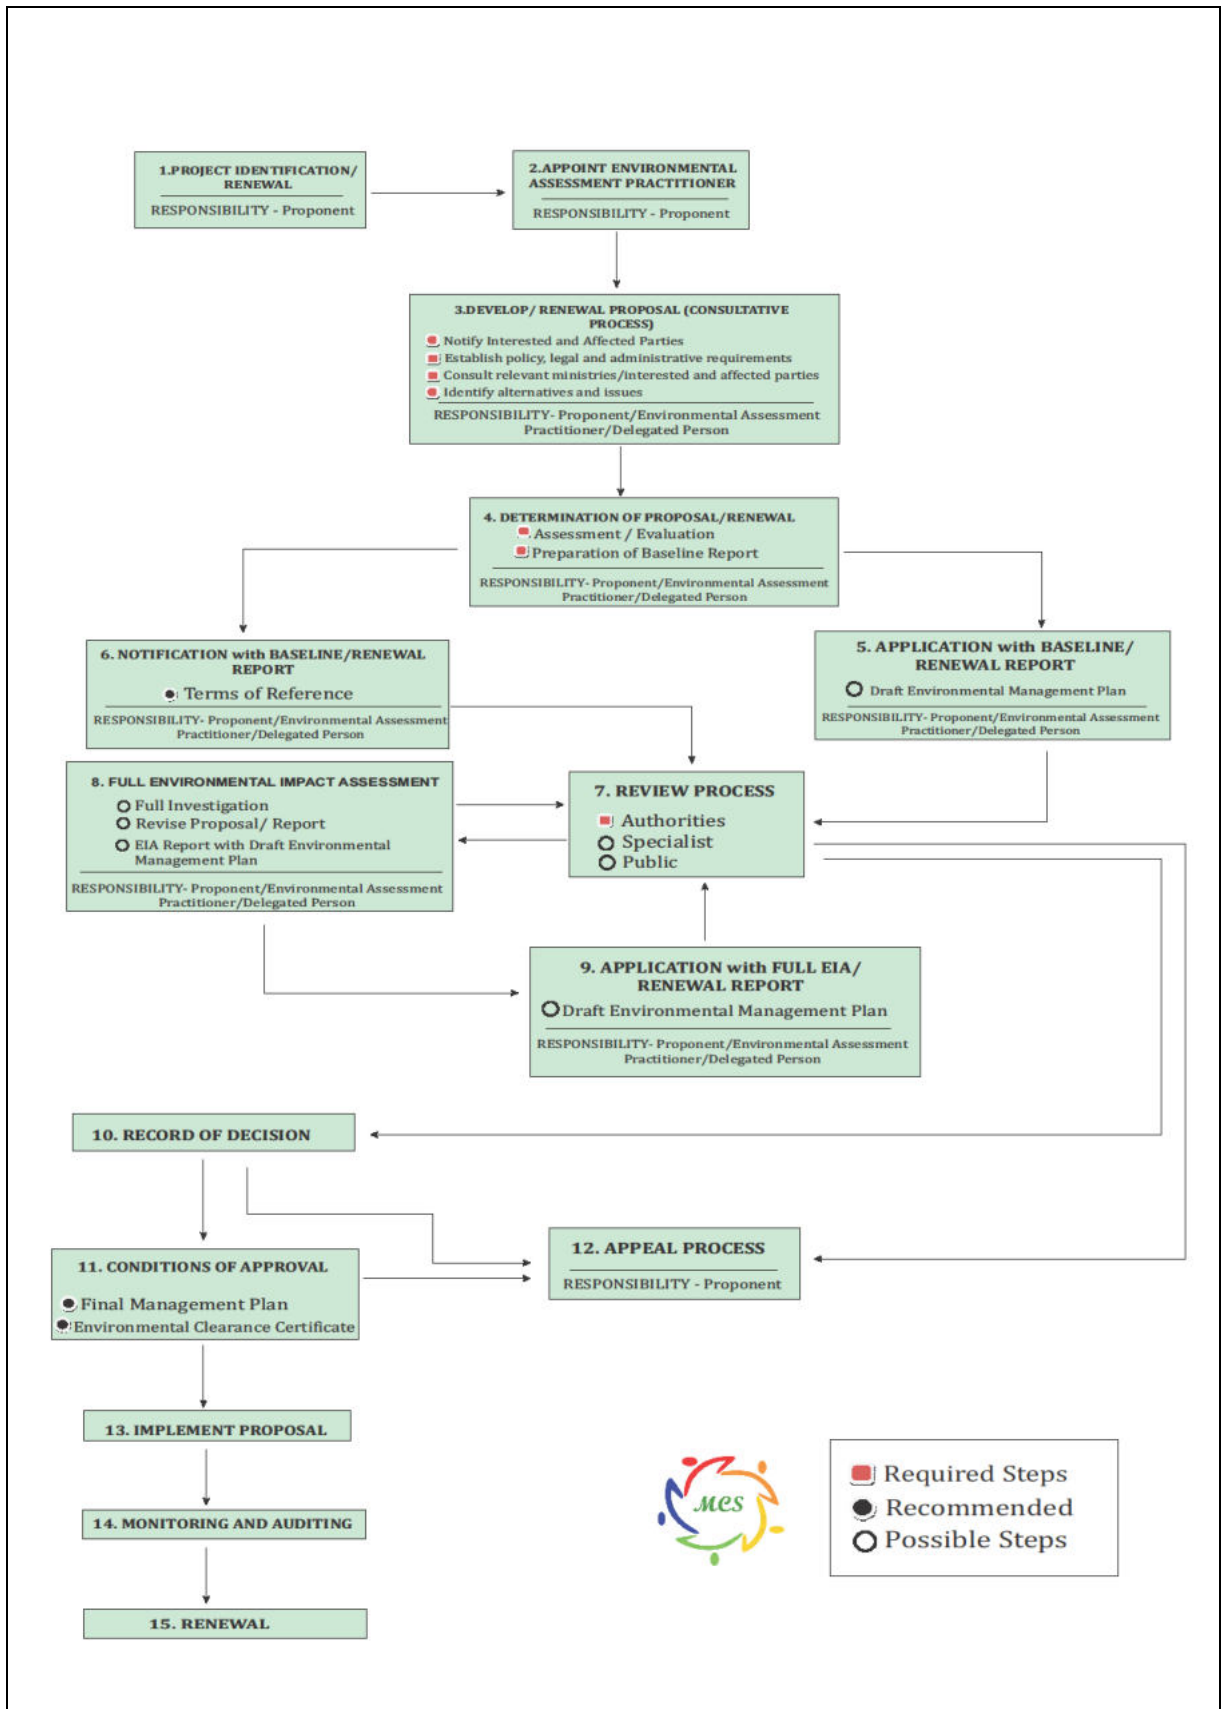 1.PROJECT IDENTIFICATION/
RENEWAL
RESPONSIBILITY - Proponent
2.APPOINT ENVIRONMENTAL
ASSESSMENT PRACTITIONER
RESPONSIBILITY - Proponent
3.DEVELOP/ RENEWAL PROPOSAL (CONSULTATIVE
PROCESS)
Notify Interested and Affected Parties
Establish policy, legal and administrative requirements
Consult relevant ministries/interested and affected parties
Identify alternatives and issues
RESPONSIBILITY- Proponent/Environmental Assessment
Practitioner/Delegated Person
4. DETERMINATION OF PROPOSAL/RENEWAL
Assessment / Evaluation
Preparation of Baseline Report
RESPONSIBILITY- Proponent/Environmental Assessment
Practitioner/Delegated Person
6. NOTIFICATION with BASELINE/RENEWAL
REPORT
Terms of Reference
RESPONSIBILITY- Proponent/Environmental Assessment
Practitioner/Delegated Person
5. APPLICATION with BASELINE/
RENEWAL REPORT
Draft Environmental Management Plan
RESPONSIBILITY- Proponent/Environmental Assessment
Practitioner/Delegated Person
8. FULL ENVIRONMENTAL IMPACT ASSESSMENT
Full Investigation
Revise Proposal/ Report
EIA Report with Draft Environmental
Management Plan
RESPONSIBILITY- Proponent/Environmental Assessment
Practitioner/Delegated Person
7. REVIEW PROCESS
Authorities
Specialist
Public
9. APPLICATION with FULL EIA/
RENEWAL REPORT
Draft Environmental Management Plan
RESPONSIBILITY- Proponent/Environmental Assessment
Practitioner/Delegated Person
10. RECORD OF DECISION
11. CONDITIONS OF APPROVAL
Final Management Plan
Environmental Clearance Certificate
12. APPEAL PROCESS
RESPONSIBILITY - Proponent
13. IMPLEMENT PROPOSAL
14. MONITORING AND AUDITING
15. RENEWAL
MCS
Required Steps
Recommended
Possible Steps